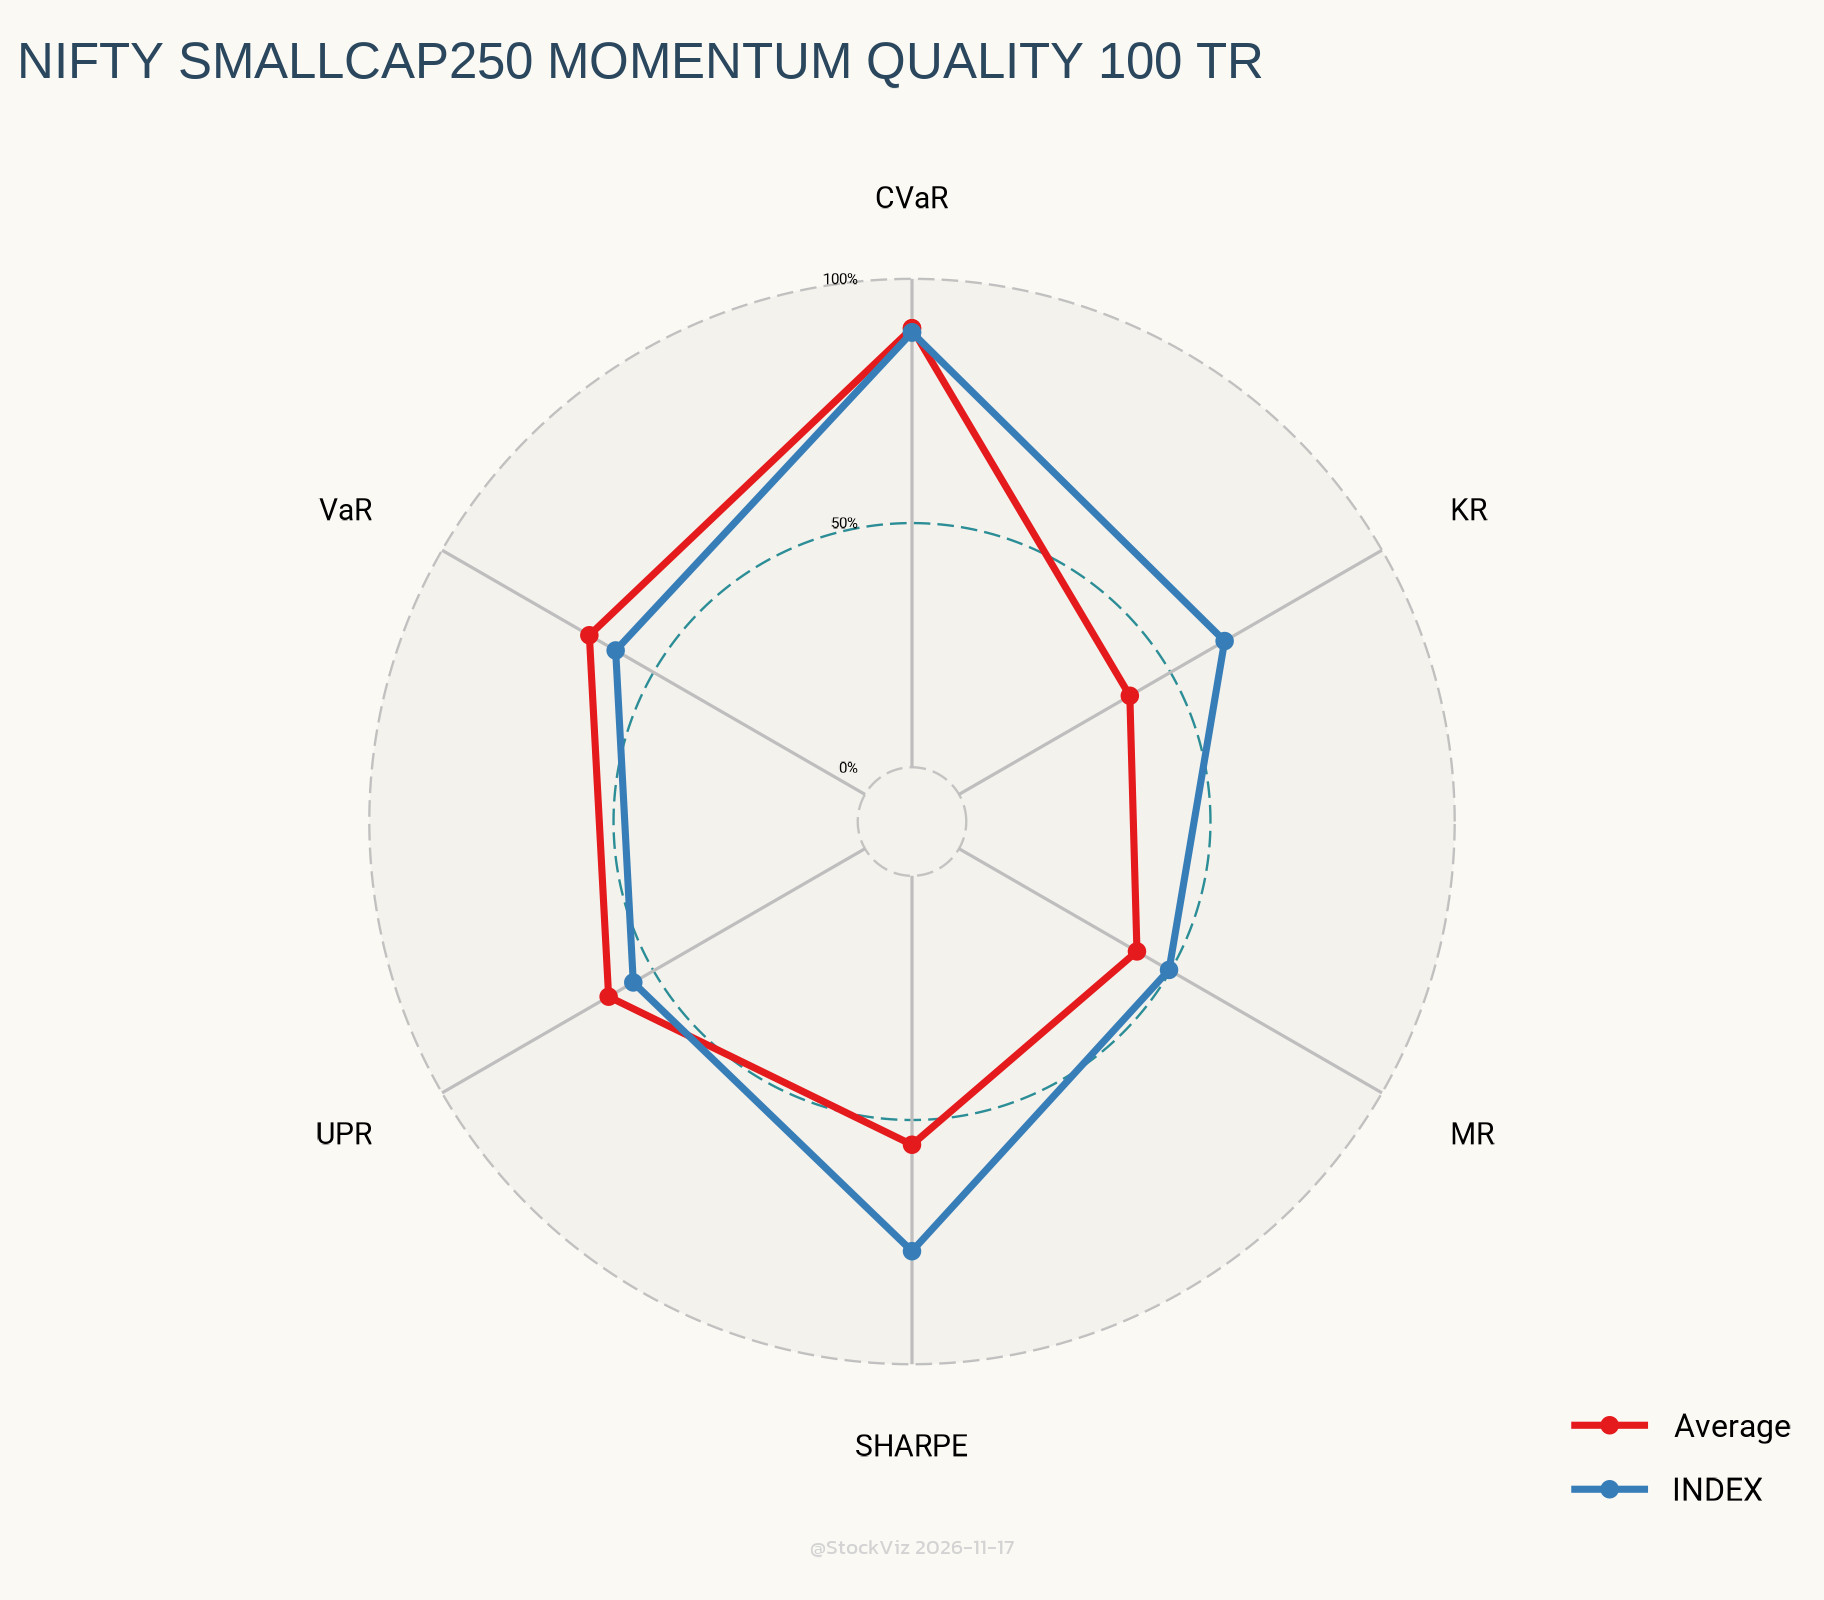 NIFTY SMALLCAP250 MOMENTUM QUALITY 100 TR
CVaR
100%
VaR
KR
50%
0%
UPR
MR
SHARPE
Average
INDEX
@StockViz 2026-11-17